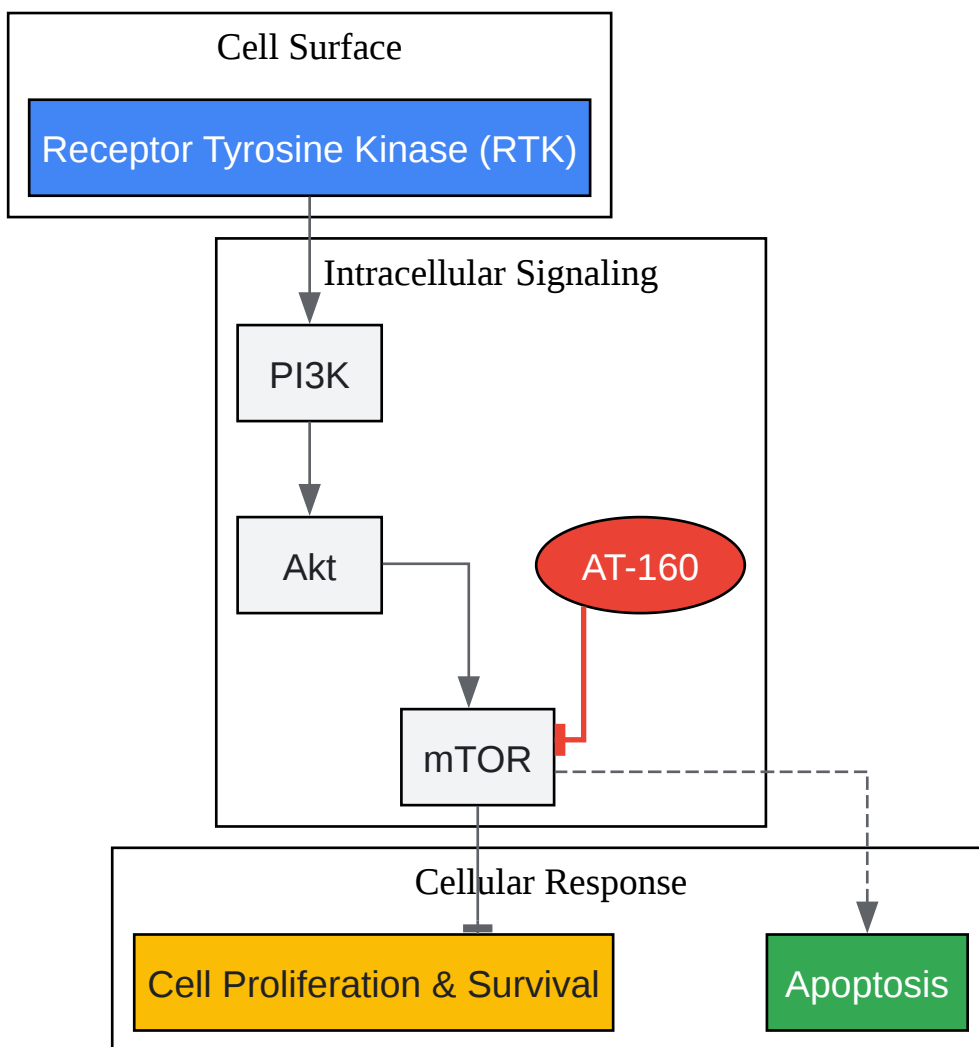 Cell Surface
Receptor Tyrosine Kinase (RTK)
Intracellular Signaling
PI3K
Akt
AT-160
mTOR
Cellular Response
Cell Proliferation & Survival
Apoptosis